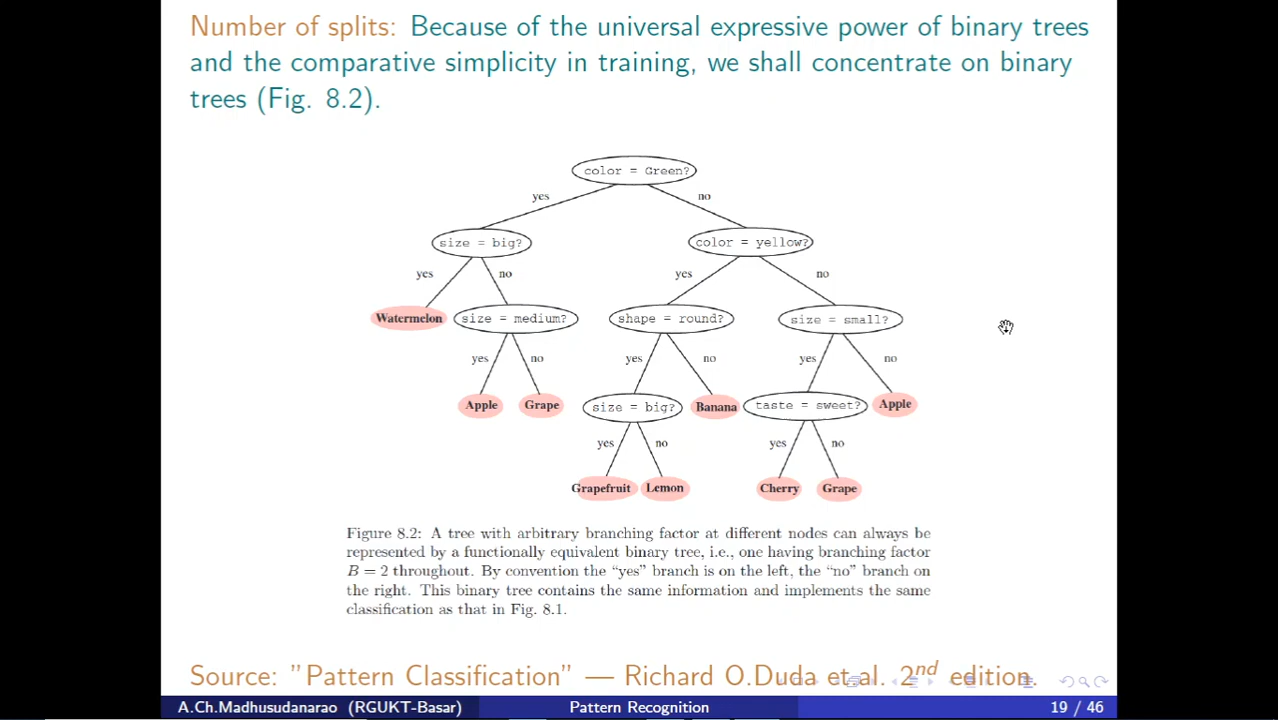 Number of splits: Because of the universal expressive power of binary trees
and the comparative simplicity in training, we shall concentrate on binary
trees (Fig. 8.2).
color = Green?
yes
no
size = big?
color = yellow?
yes
no
yes
no
Watermelon
size = medium?
shape = round?
size = small?
yes
no
yes
no
yes
no
Apple
Grape
size = big?
Banana
taste = sweet?
Apple
yes
no
yes
no
Grapefruit
Lemon
Cherry
Grape
Figure 8.2: A tree with arbitrary branching factor at different nodes can always be
represented by a functionally equivalent binary tree, i.e., one having branching factor
B = 2 throughout. By convention the “yes” branch is on the left, the “no” branch on
the right. This binary tree contains the same information and implements the same
classification as that in Fig. 8.1.
Source: ”Pattern Classification” — Richard O.Duda et al. 2nd edition.
A.Ch.Madhusudanarao (RGUKT-Basar)
Pattern Recognition
19 / 46